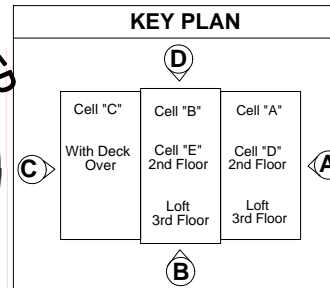 KEY PLAN
D
Cell "C"
With Deck
Over
Cell "B"
Cell "E"
2nd Floor
Loft
3rd Floor
Cell "A"
Cell "D"
2nd Floor
Loft
3rd Floor
C
A
B